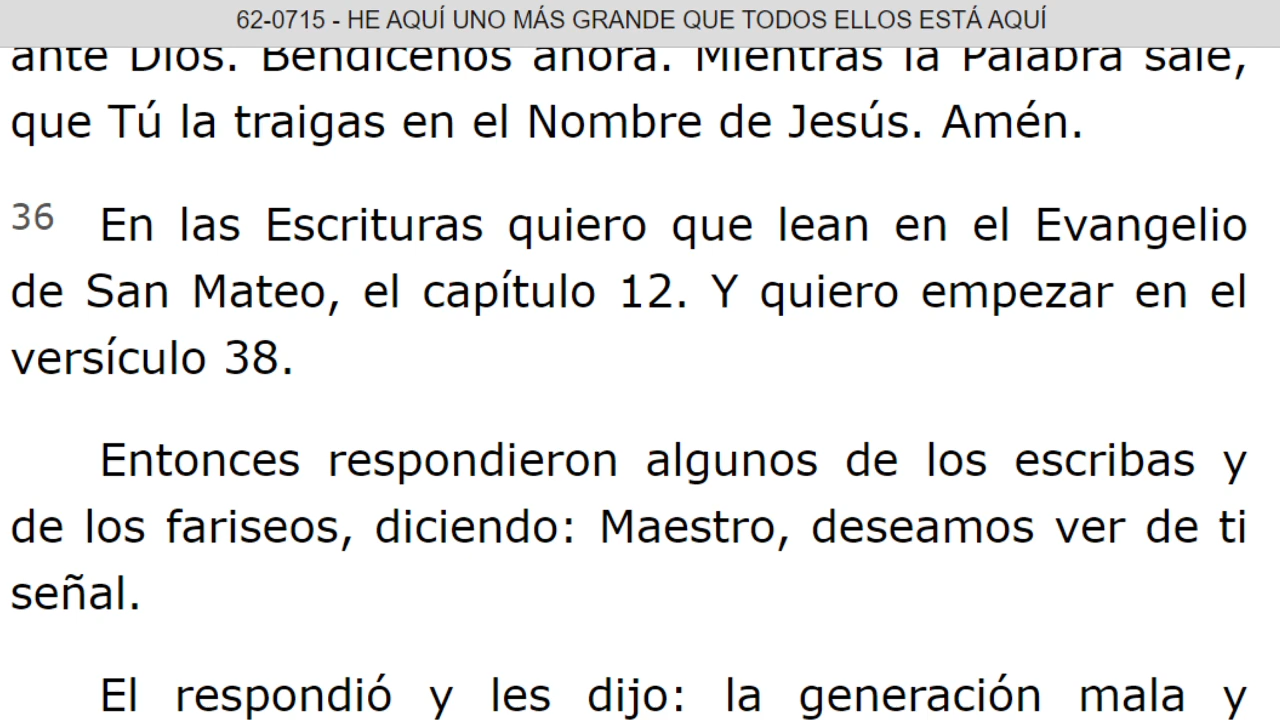 62-0715 - HE AQUÍ UNO MÁS GRANDE QUE TODOS ELLOS ESTÁ AQUÍ
ante Dios. Bendícenos ahora. Mientras la Palabra sale,
que Tú la traigas en el Nombre de Jesús. Amén.
36 En las Escrituras quiero que lean en el Evangelio
de San Mateo, el capítulo 12. Y quiero empezar en el
versículo 38.
Entonces respondieron algunos de los escribas y
de los fariseos, diciendo: Maestro, deseamos ver de ti
señal.
El respondió y les dijo: la generación mala y